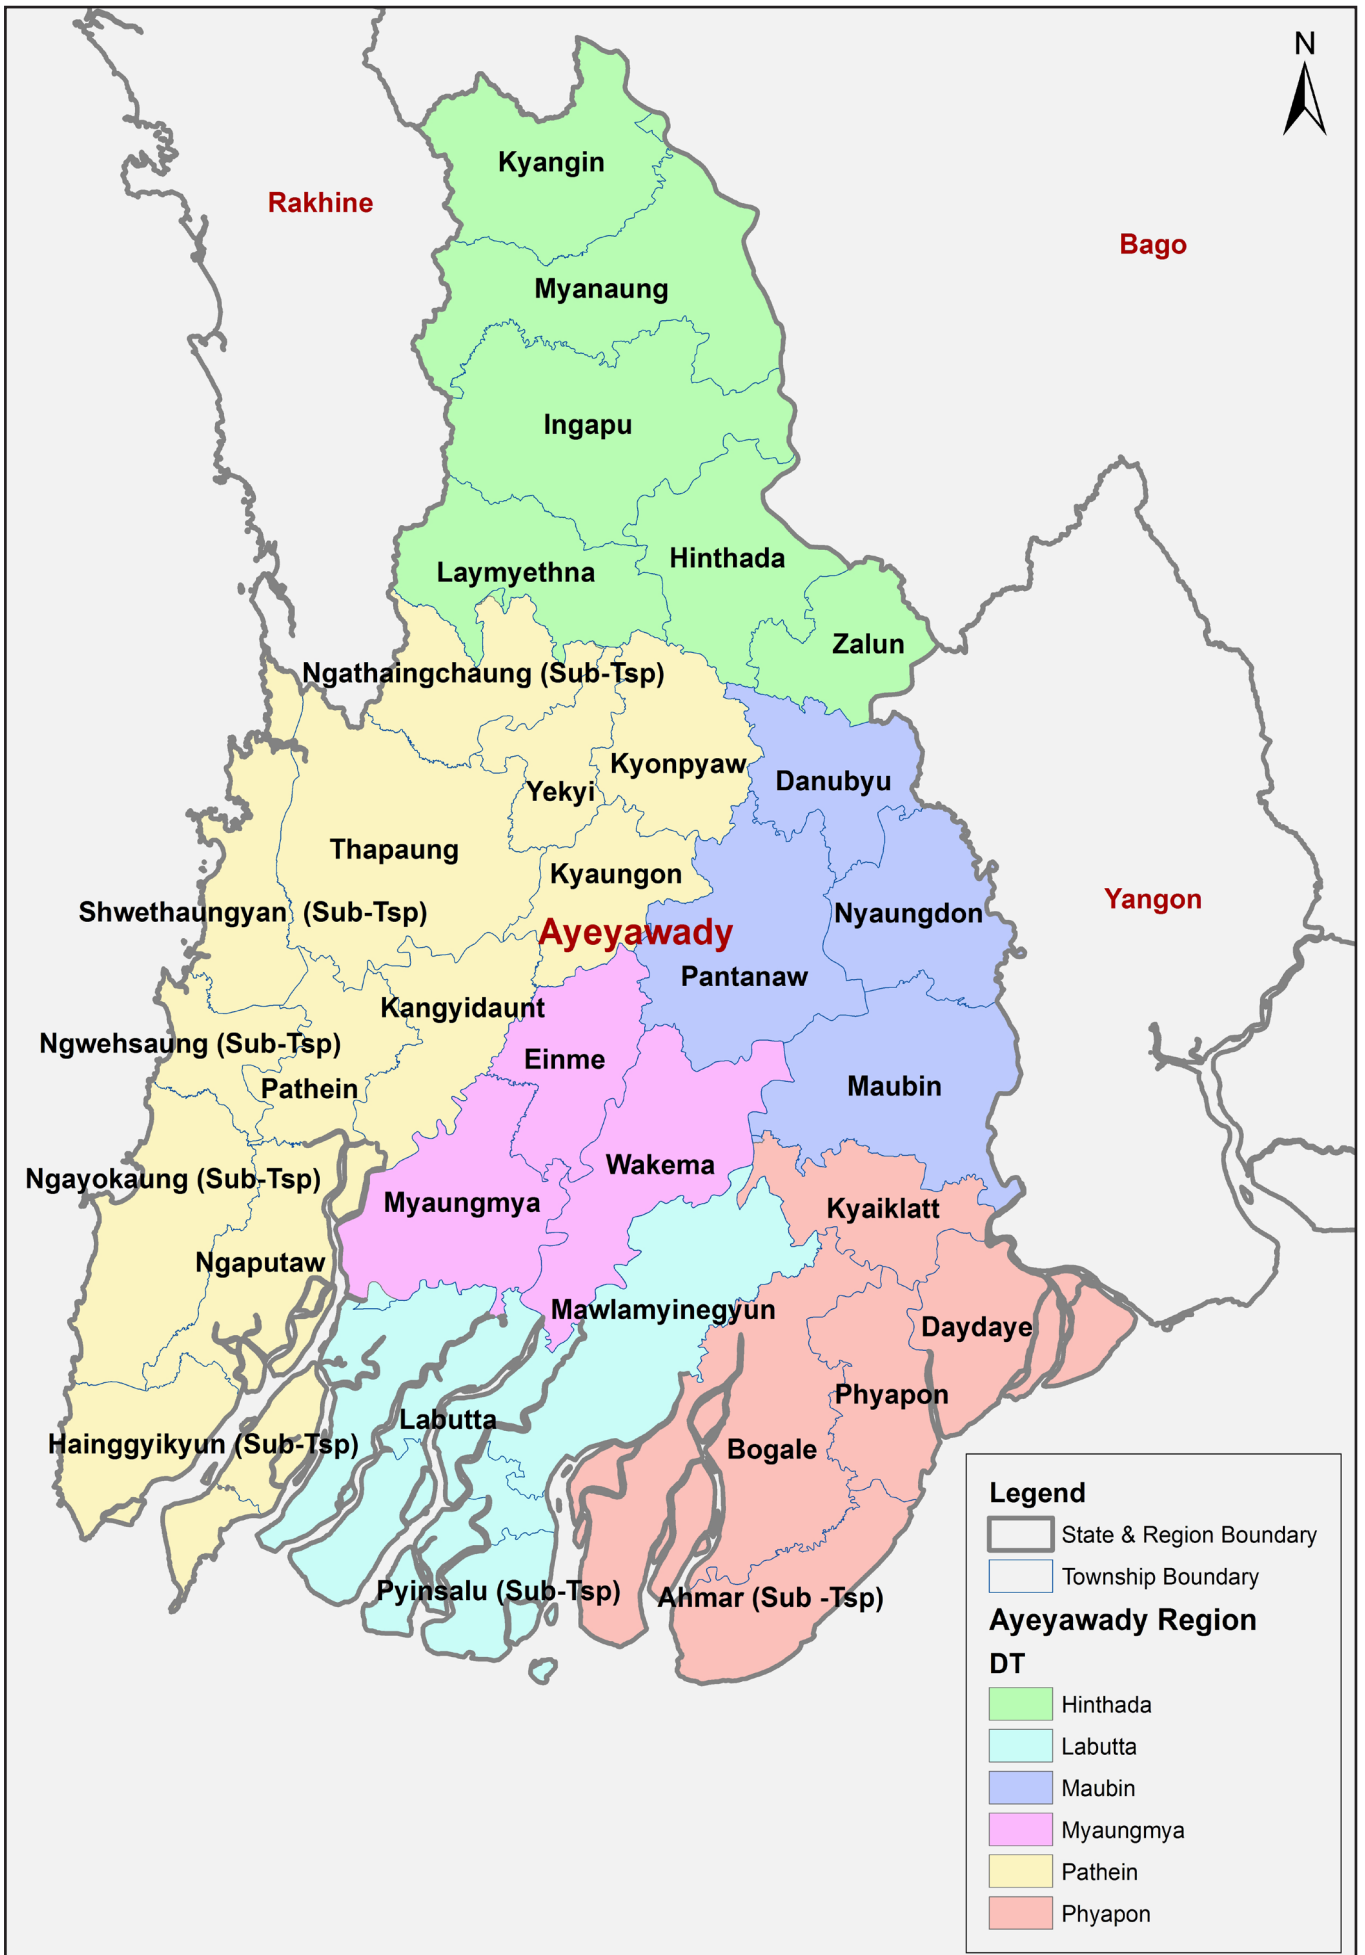 N
Kyangin
Rakhine
Bago
Myanaung
Ingapu
Hinthada
Laymyethna
Zalun
Ngathaingchaung (Sub-Tsp)
Kyonpyaw
Danubyu
Yekyi
Thapaung
Kyaungon
Yangon
Shwethaungyan (Sub-Tsp)
Nyaungdon
Ayeyawady
Pantanaw
Kangyidaunt
Ngwehsaung (Sub-Tsp)
Einme
Pathein
Maubin
Wakema
Ngayokaung (Sub-Tsp)
Myaungmya
Kyaiklatt
Ngaputaw
Mawlamyinegyun
Daydaye
Phyapon
Labutta
Hainggyikyun (Sub-Tsp)
Bogale
Pyinsalu (Sub-Tsp)
Ahmar (Sub -Tsp)
Legend
State & Region Boundary
Township Boundary
Ayeyawady Region
DT
Hinthada
Labutta
Maubin
Myaungmya
Pathein
Phyapon